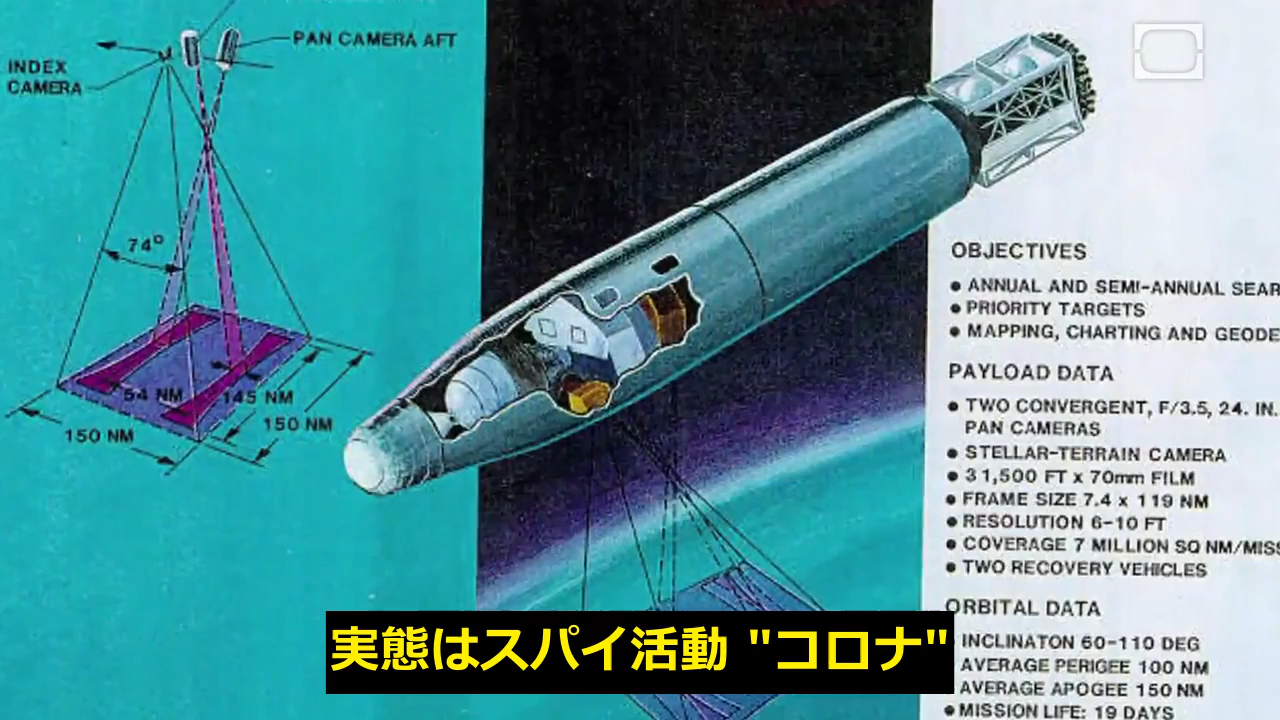 PAN CAMERA AFT
INDEX
CAMERA
74°
54 NM
145 NM
150 NM
150 NM
OBJECTIVES
● ANNUAL AND SEMI-ANNUAL SEAR
● PRIORITY TARGETS
● MAPPING, CHARTING AND GEODE
PAYLOAD DATA
● TWO CONVERGENT, F/3.5, 24. IN.
PAN CAMERAS
● STELLAR-TERRAIN CAMERA
● 31,500 FT x 70mm FILM
● FRAME SIZE 7.4 x 119 NM
● RESOLUTION 6-10 FT
● COVERAGE 7 MILLION SQ NM/MISS
● TWO RECOVERY VEHICLES
ORBITAL DATA
INCLINATON 60-110 DEG
AVERAGE PERIGEE 100 NM
AVERAGE APOGEE 150 NM
● MISSION LIFE: 19 DAYS
実態はスパイ活動 "コロナ"